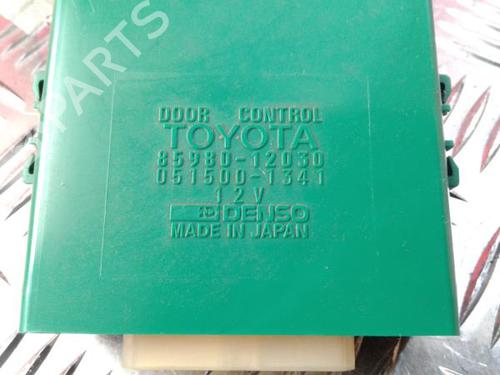 PARTS
DOOR CONTROL
TOYOTA
85980-12030
051500-1341
12V
DENSO
MADE IN JAPAN